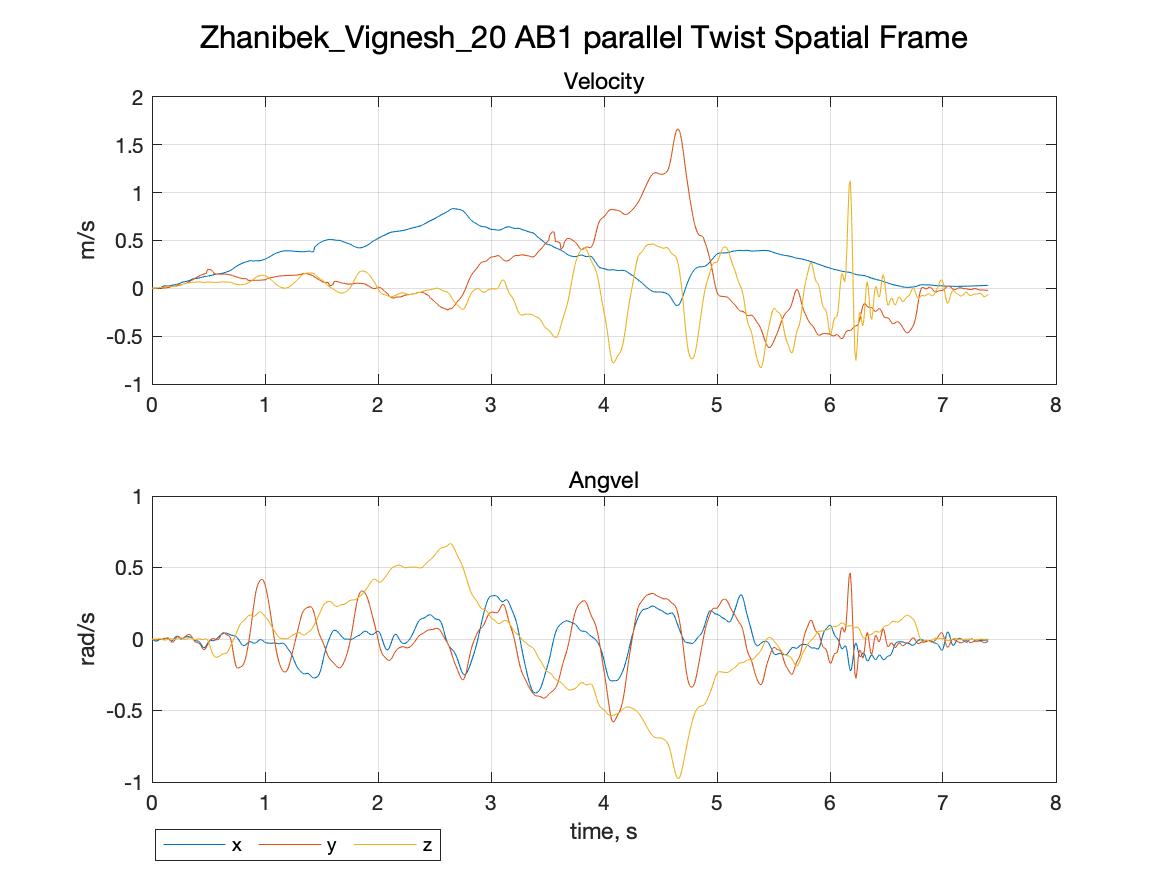 Zhanibek_Vignesh_20 AB1 parallel Twist Spatial Frame
Velocity
2
1.5
1
0.5
0
-0.5
-1
m/s
0 1 2 3 4 5 6 7 8
Angvel
1
0.5
0
-0.5
-1
rad/s
0 1 2 3 4 5 6 7 8
time, s
x y z